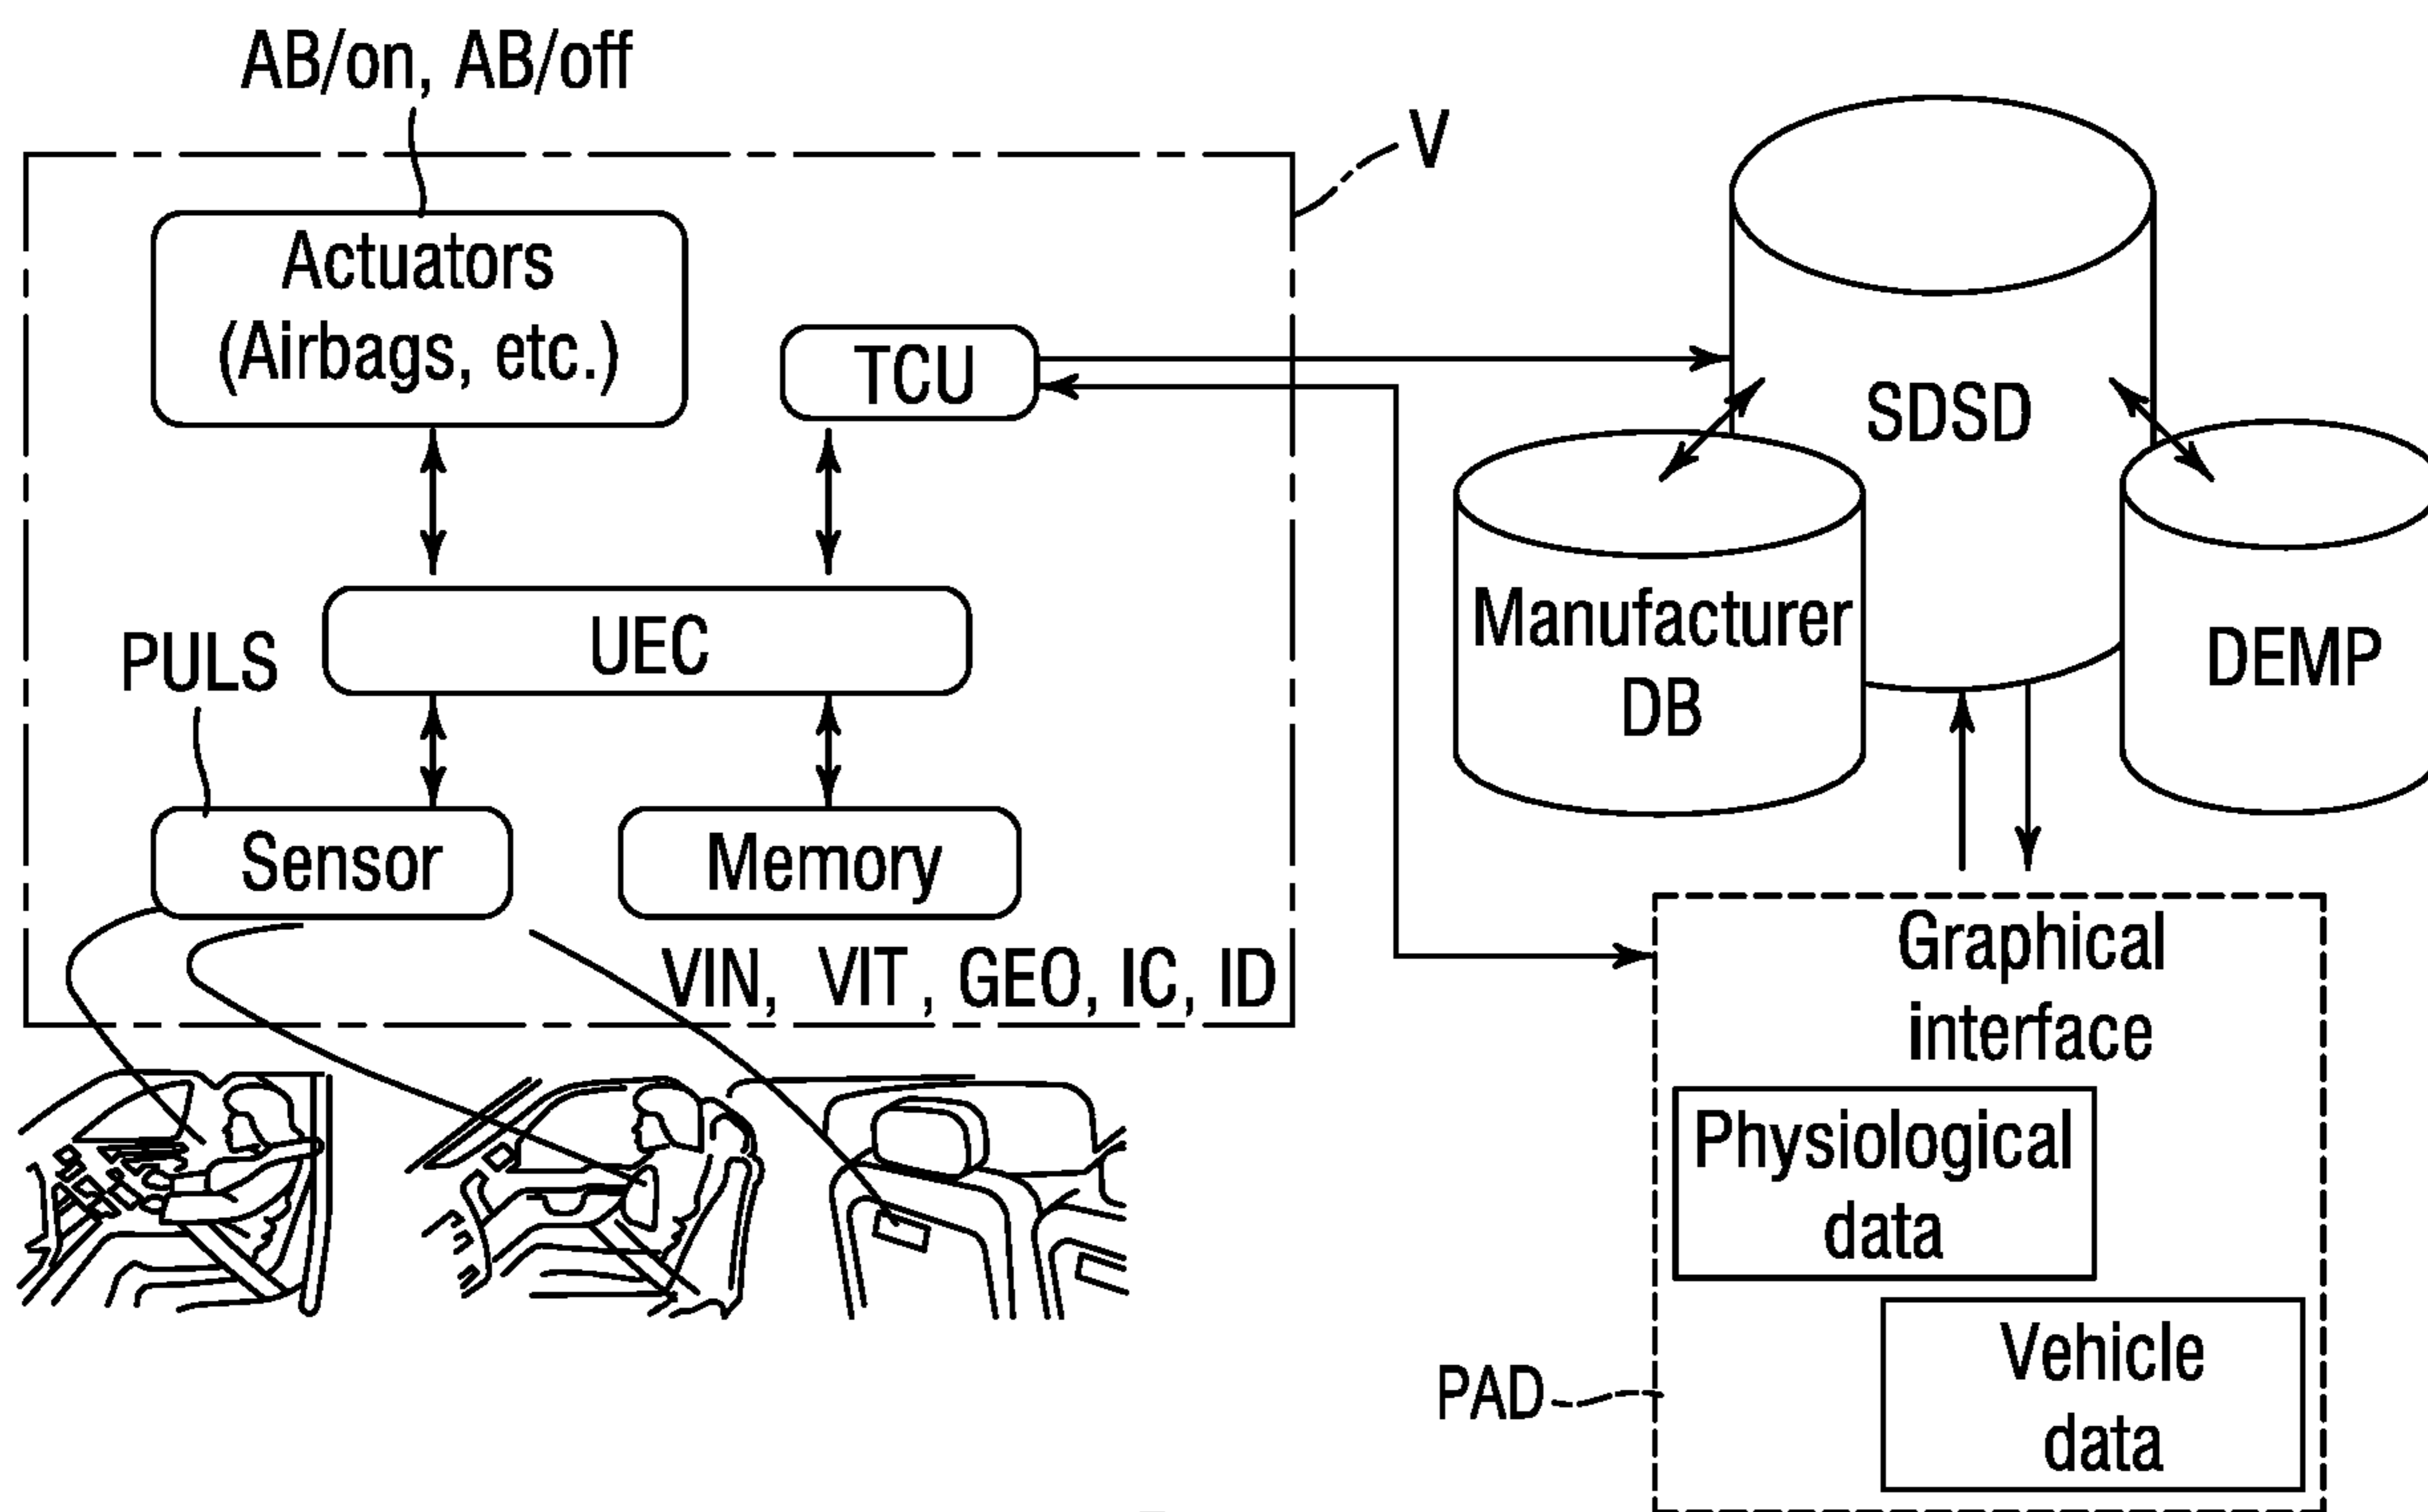 AB/on, AB/off
V
Actuators
(Airbags, etc.)
TCU
SDSD
UEC
Manufacturer
DB
DEMP
PULS
Sensor
Memory
VIN, VIT, GEO, IC, ID
Graphical
interface
Physiological
data
PAD
Vehicle
data